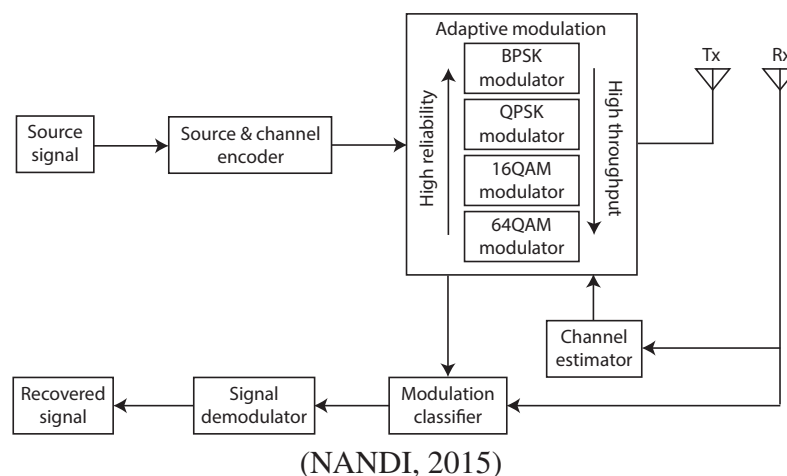 Adaptive modulation
BPSK
modulator
QPSK
modulator
16QAM
modulator
64QAM
modulator
High reliability
High throughput
Tx
Rx
Source
signal
Source & channel
encoder
Channel
estimator
Recovered
signal
Signal
demodulator
Modulation
classifier
(NANDI, 2015)